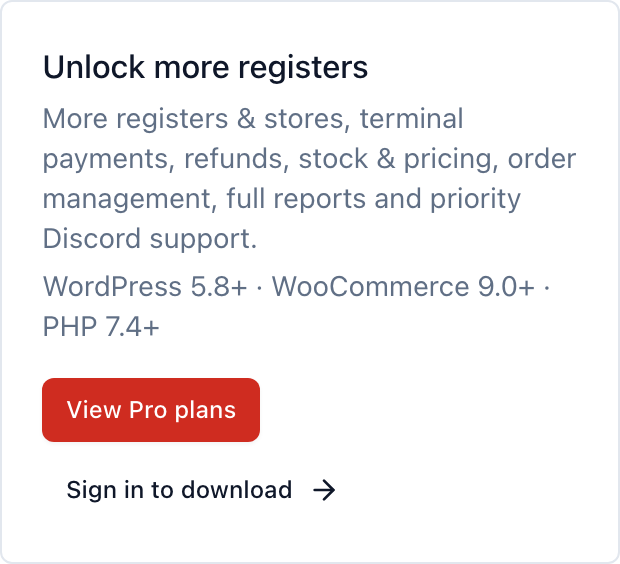 Unlock more registers
More registers & stores, terminal
payments, refunds, stock & pricing, order
management, full reports and priority
Discord support.
WordPress 5.8+ · WooCommerce 9.0+ ·
PHP 7.4+
View Pro plans
Sign in to download →